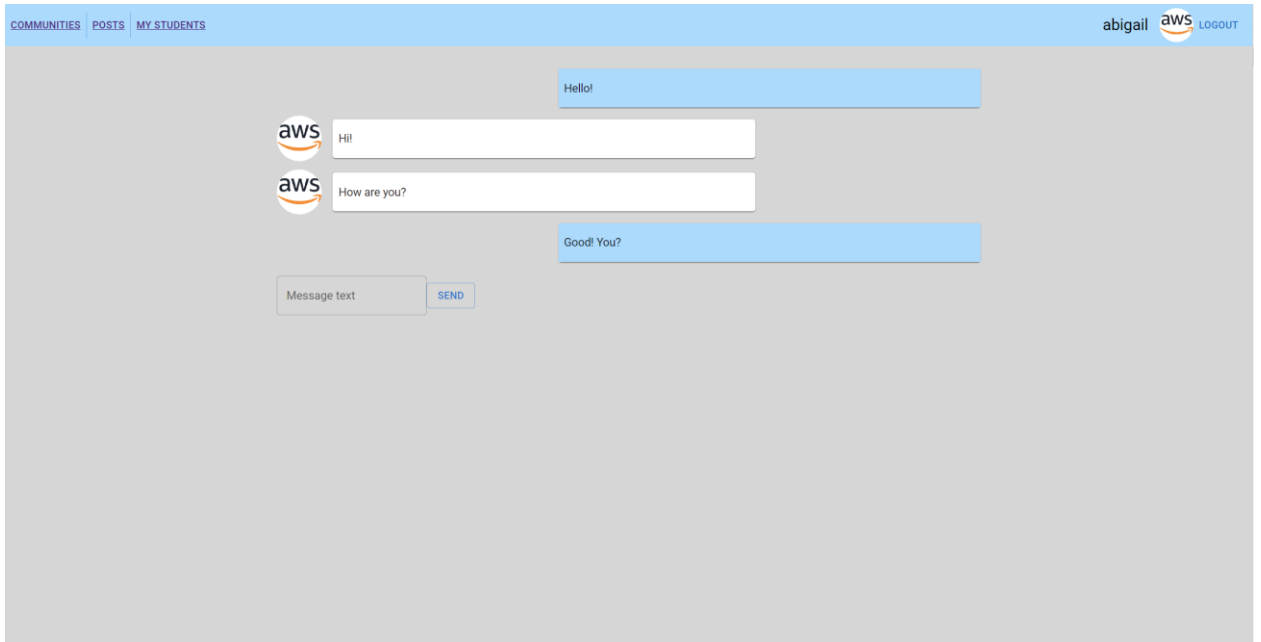 COMMUNITIES POSTS MY STUDENTS abigail aws LOGOUT
Hello!
aws Hi!
aws How are you?
Good! You?
Message text SEND